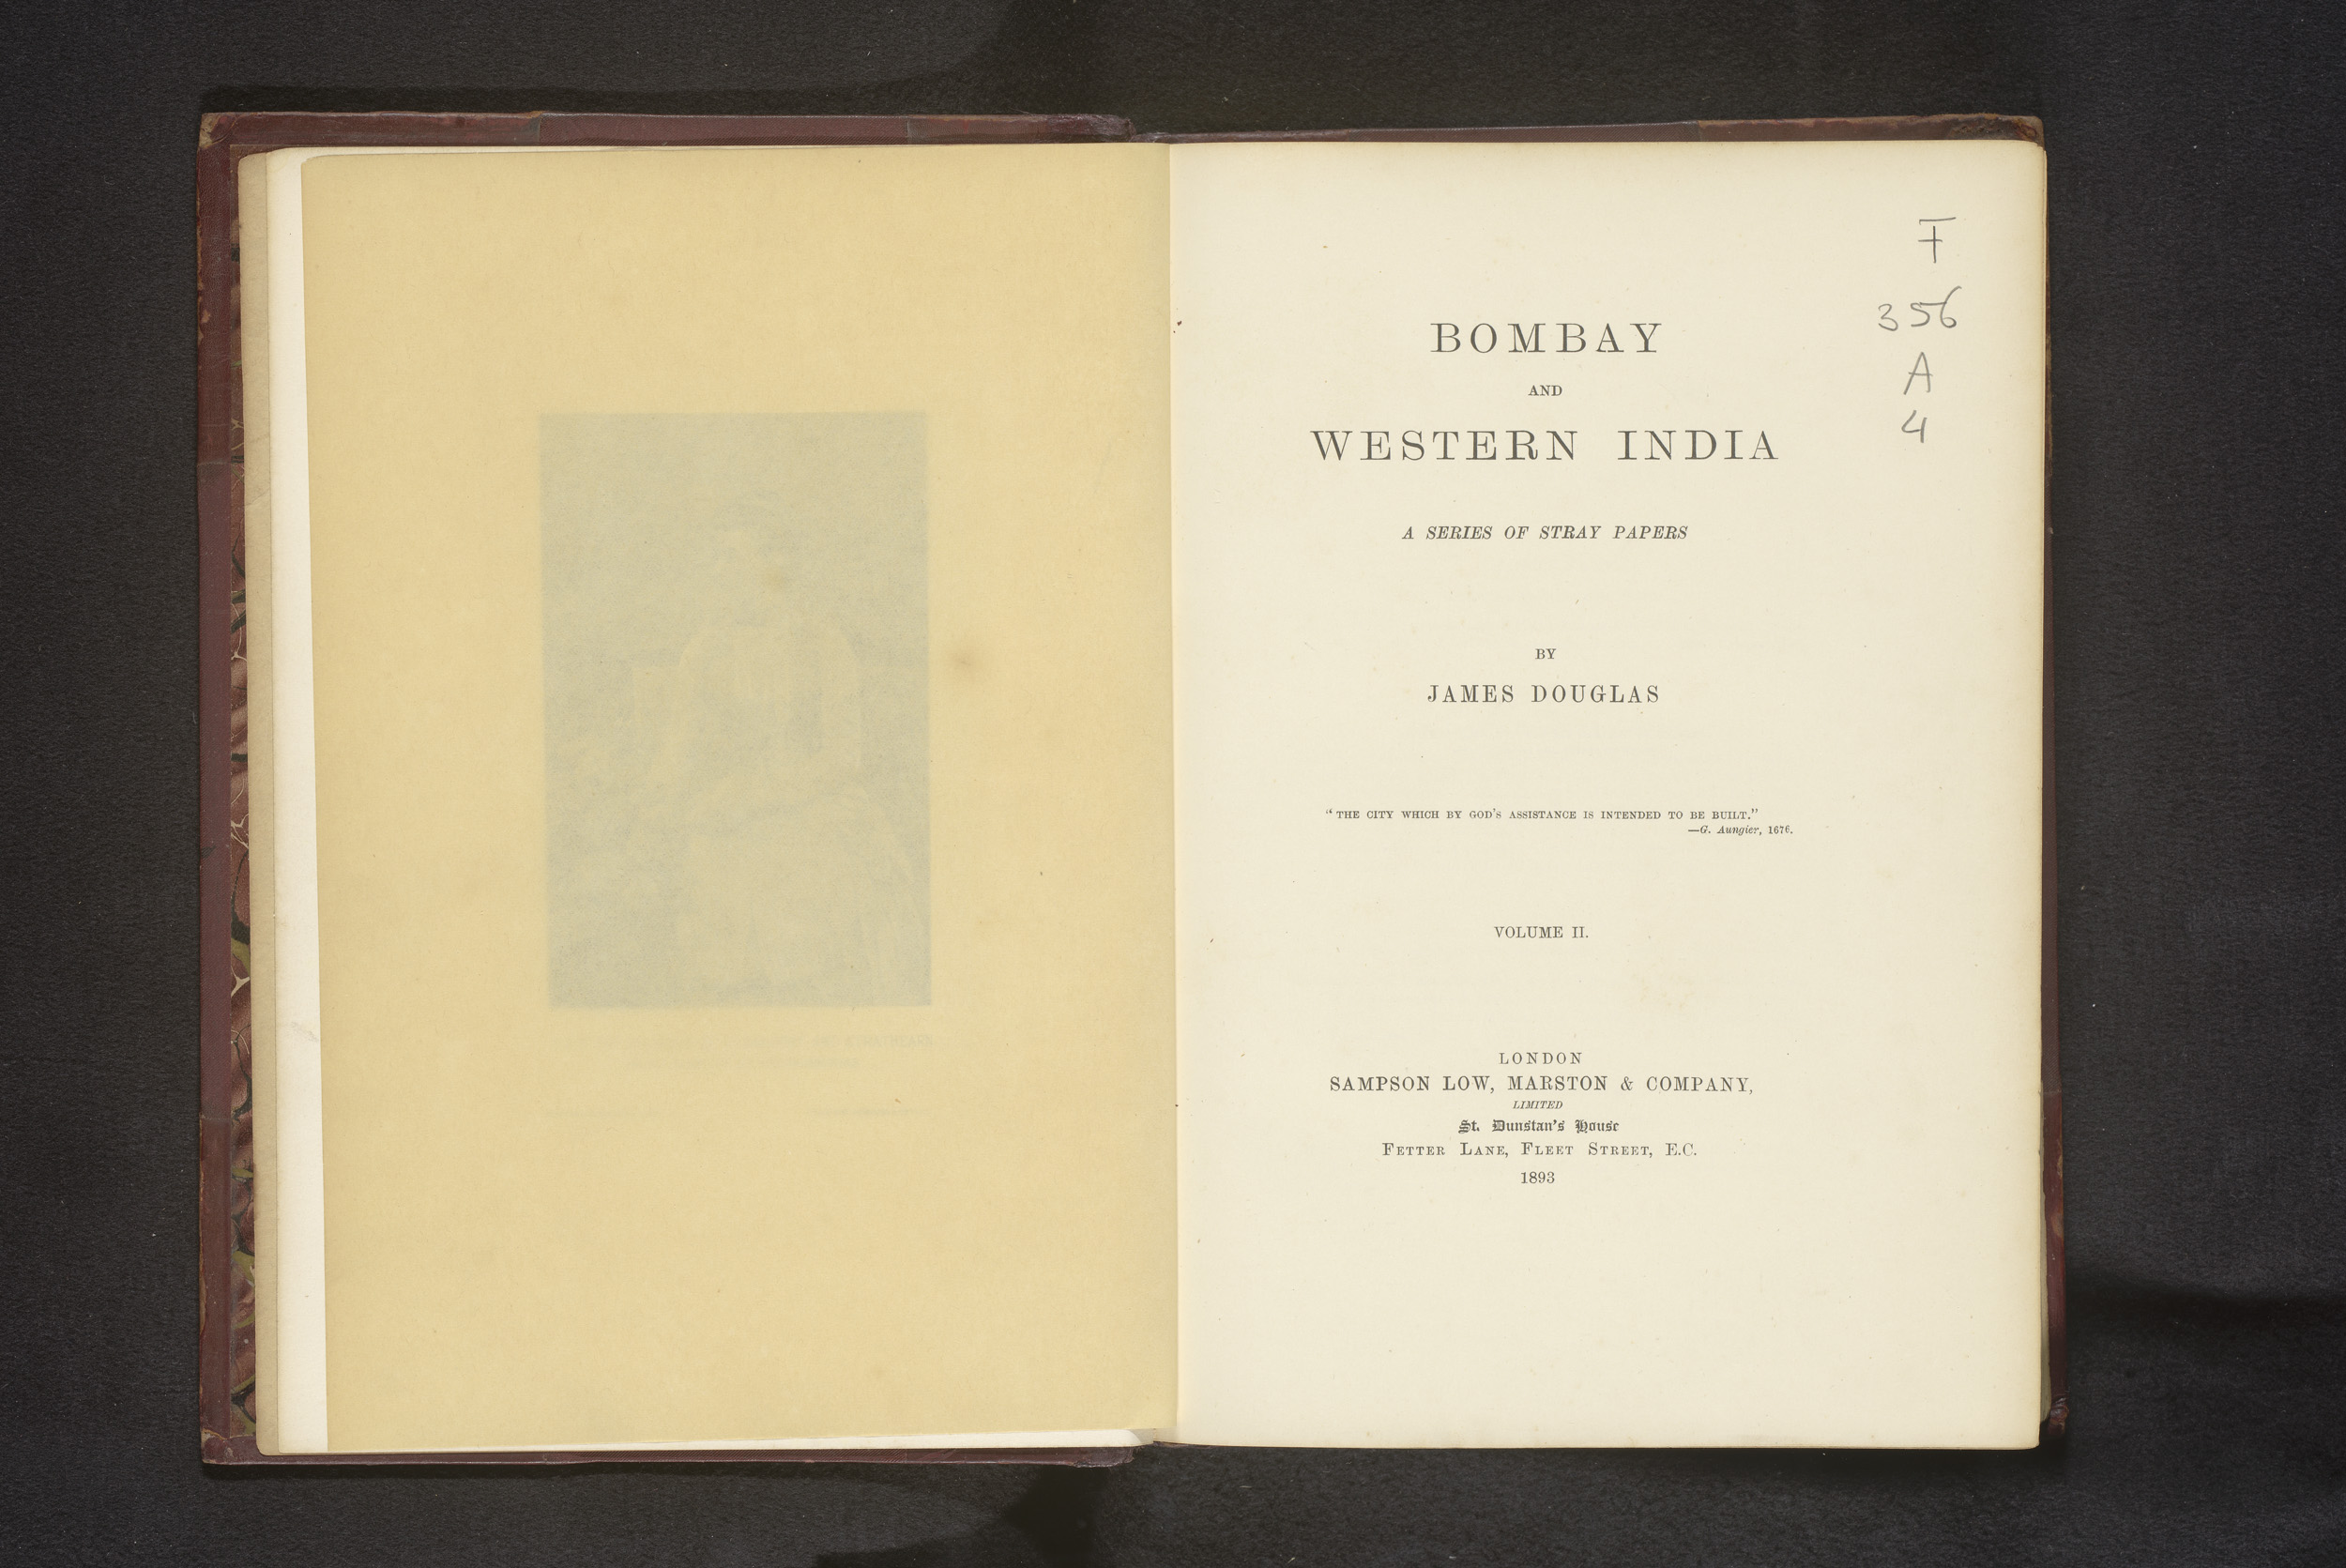 F
356
A
4
BOMBAY
AND
WESTERN INDIA
A SERIES OF STRAY PAPERS
BY
JAMES DOUGLAS
"THE CITY WHICH BY GOD'S ASSISTANCE IS INTENDED TO BE BUILT."
—G. Aungier, 1676.
VOLUME II.
LONDON
SAMPSON LOW, MARSTON & COMPANY,
LIMITED
St. Dunstan's House
FETTER LANE, FLEET STREET, E.C.
1893